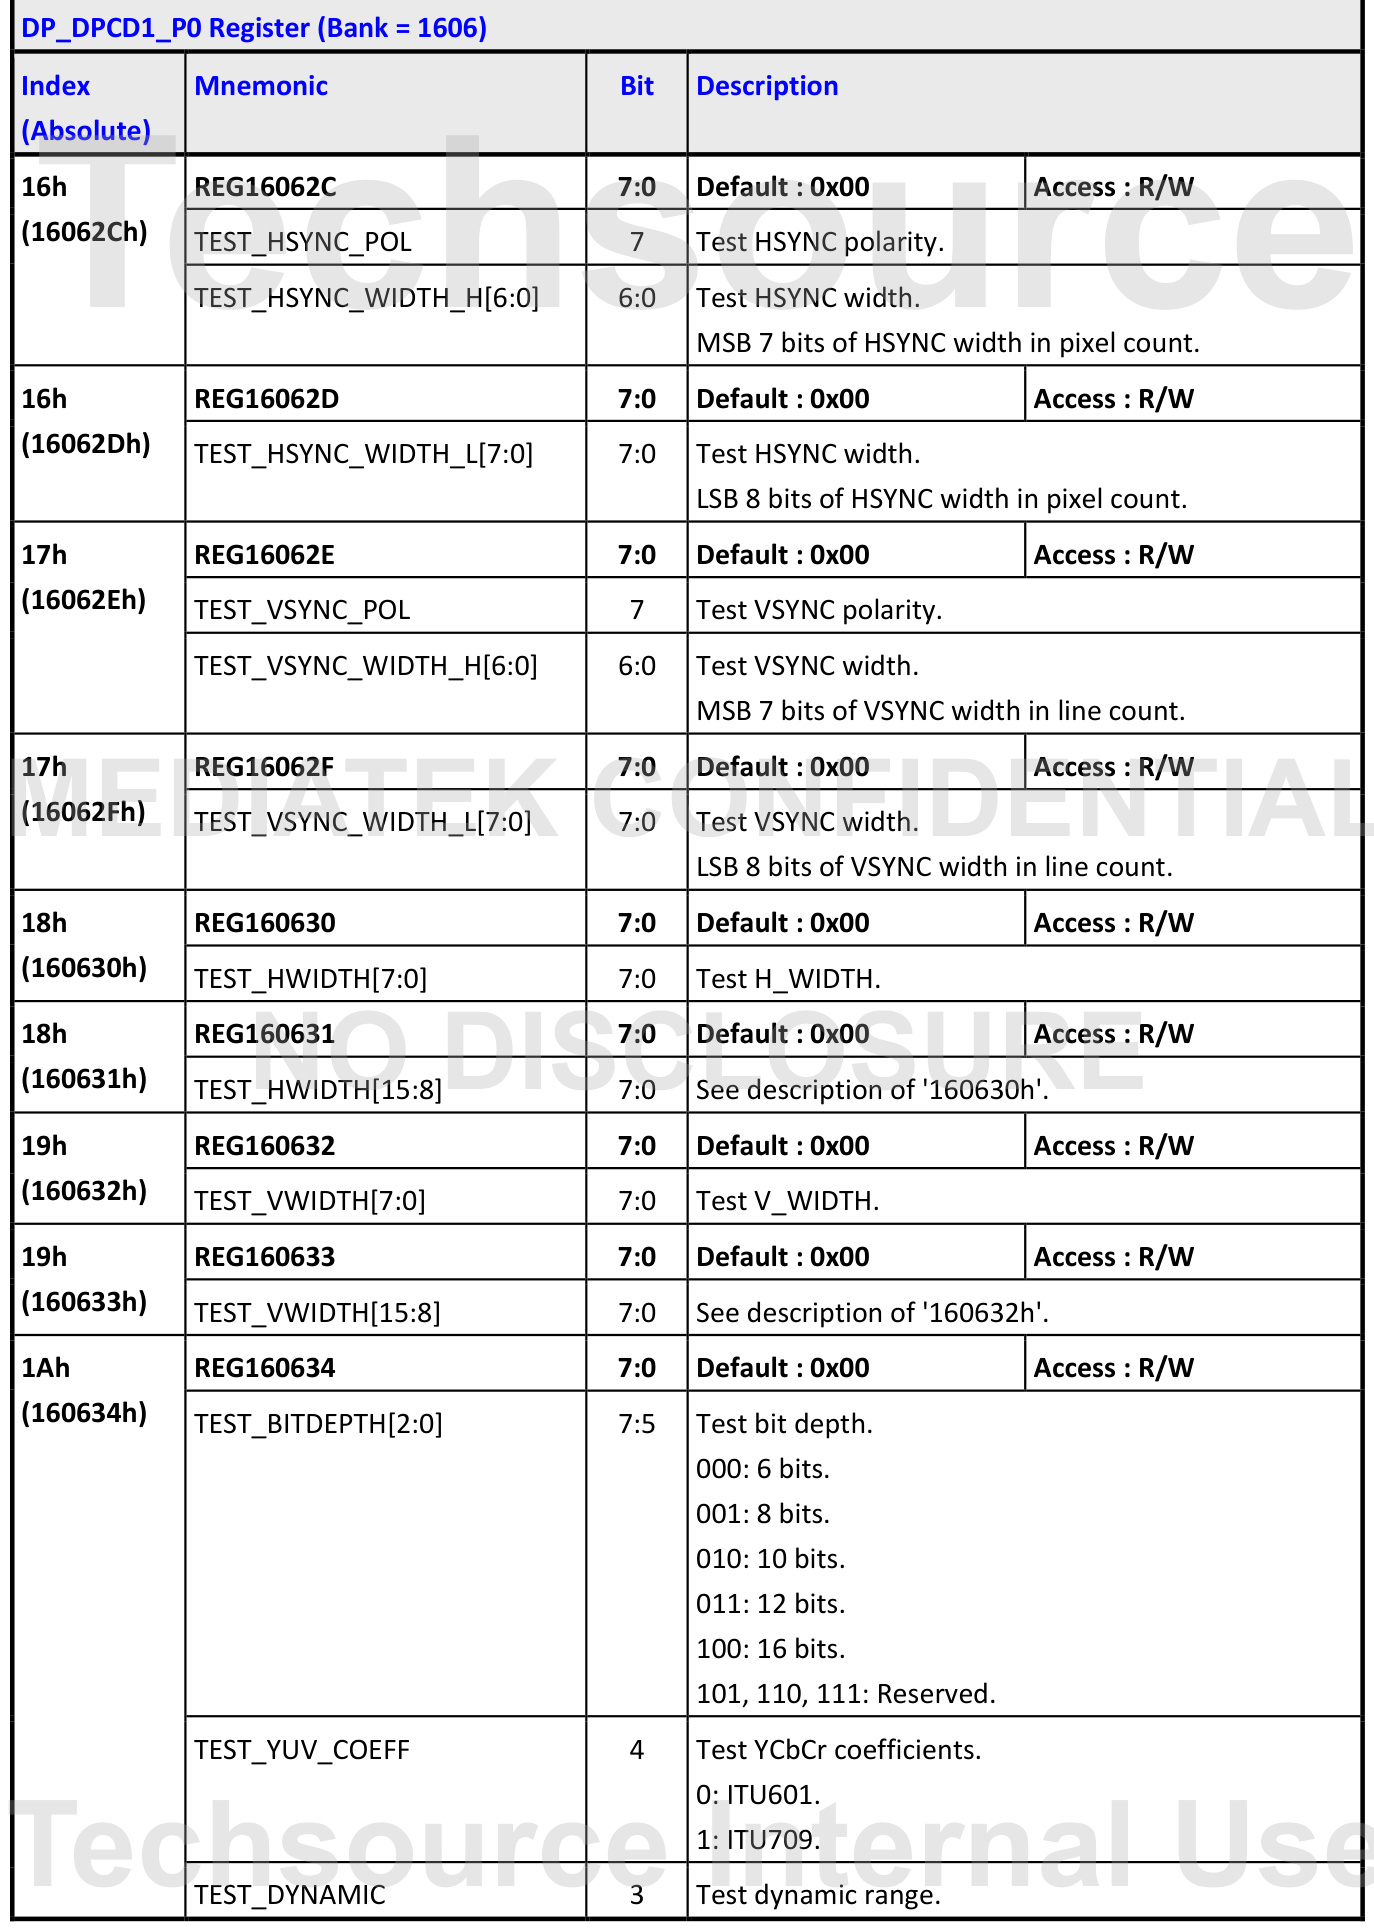 DP_DPCD1_P0 Register (Bank = 1606)
Index (Absolute) Mnemonic Bit Description
16h (16062Ch) REG16062C 7:0 Default : 0x00 Access : R/W
TEST_HSYNC_POL 7 Test HSYNC polarity.
TEST_HSYNC_WIDTH_H[6:0] 6:0 Test HSYNC width.
MSB 7 bits of HSYNC width in pixel count.
16h (16062Dh) REG16062D 7:0 Default : 0x00 Access : R/W
TEST_HSYNC_WIDTH_L[7:0] 7:0 Test HSYNC width.
LSB 8 bits of HSYNC width in pixel count.
17h (16062Eh) REG16062E 7:0 Default : 0x00 Access : R/W
TEST_VSYNC_POL 7 Test VSYNC polarity.
TEST_VSYNC_WIDTH_H[6:0] 6:0 Test VSYNC width.
MSB 7 bits of VSYNC width in line count.
17h (16062Fh) REG16062F 7:0 Default : 0x00 Access : R/W
TEST_VSYNC_WIDTH_L[7:0] 7:0 Test VSYNC width.
LSB 8 bits of VSYNC width in line count.
18h (160630h) REG160630 7:0 Default : 0x00 Access : R/W
TEST_HWIDTH[7:0] 7:0 Test H_WIDTH.
18h (160631h) REG160631 7:0 Default : 0x00 Access : R/W
TEST_HWIDTH[15:8] 7:0 See description of '160630h'.
19h (160632h) REG160632 7:0 Default : 0x00 Access : R/W
TEST_VWIDTH[7:0] 7:0 Test V_WIDTH.
19h (160633h) REG160633 7:0 Default : 0x00 Access : R/W
TEST_VWIDTH[15:8] 7:0 See description of '160632h'.
1Ah (160634h) REG160634 7:0 Default : 0x00 Access : R/W
TEST_BITDEPTH[2:0] 7:5 Test bit depth.
000: 6 bits.
001: 8 bits.
010: 10 bits.
011: 12 bits.
100: 16 bits.
101, 110, 111: Reserved.
TEST_YUV_COEFF 4 Test YCbCr coefficients.
0: ITU601.
1: ITU709.
TEST_DYNAMIC 3 Test dynamic range.
Techsource
MEDIATEK CONFIDENTIAL
NO DISCLOSURE
Techsource Internal Use